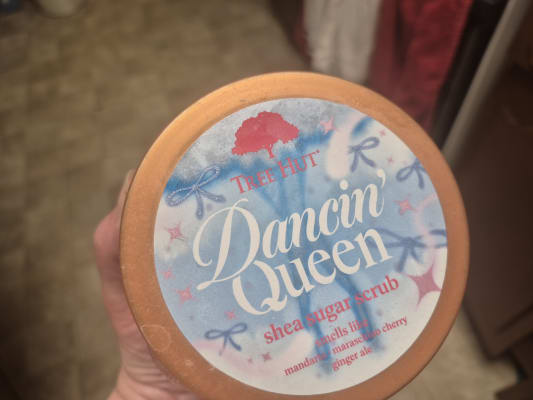 TREE HUT
Dancin'
Queen
shea sugar scrub
smells like
mandarin maraschino cherry
ginger ale